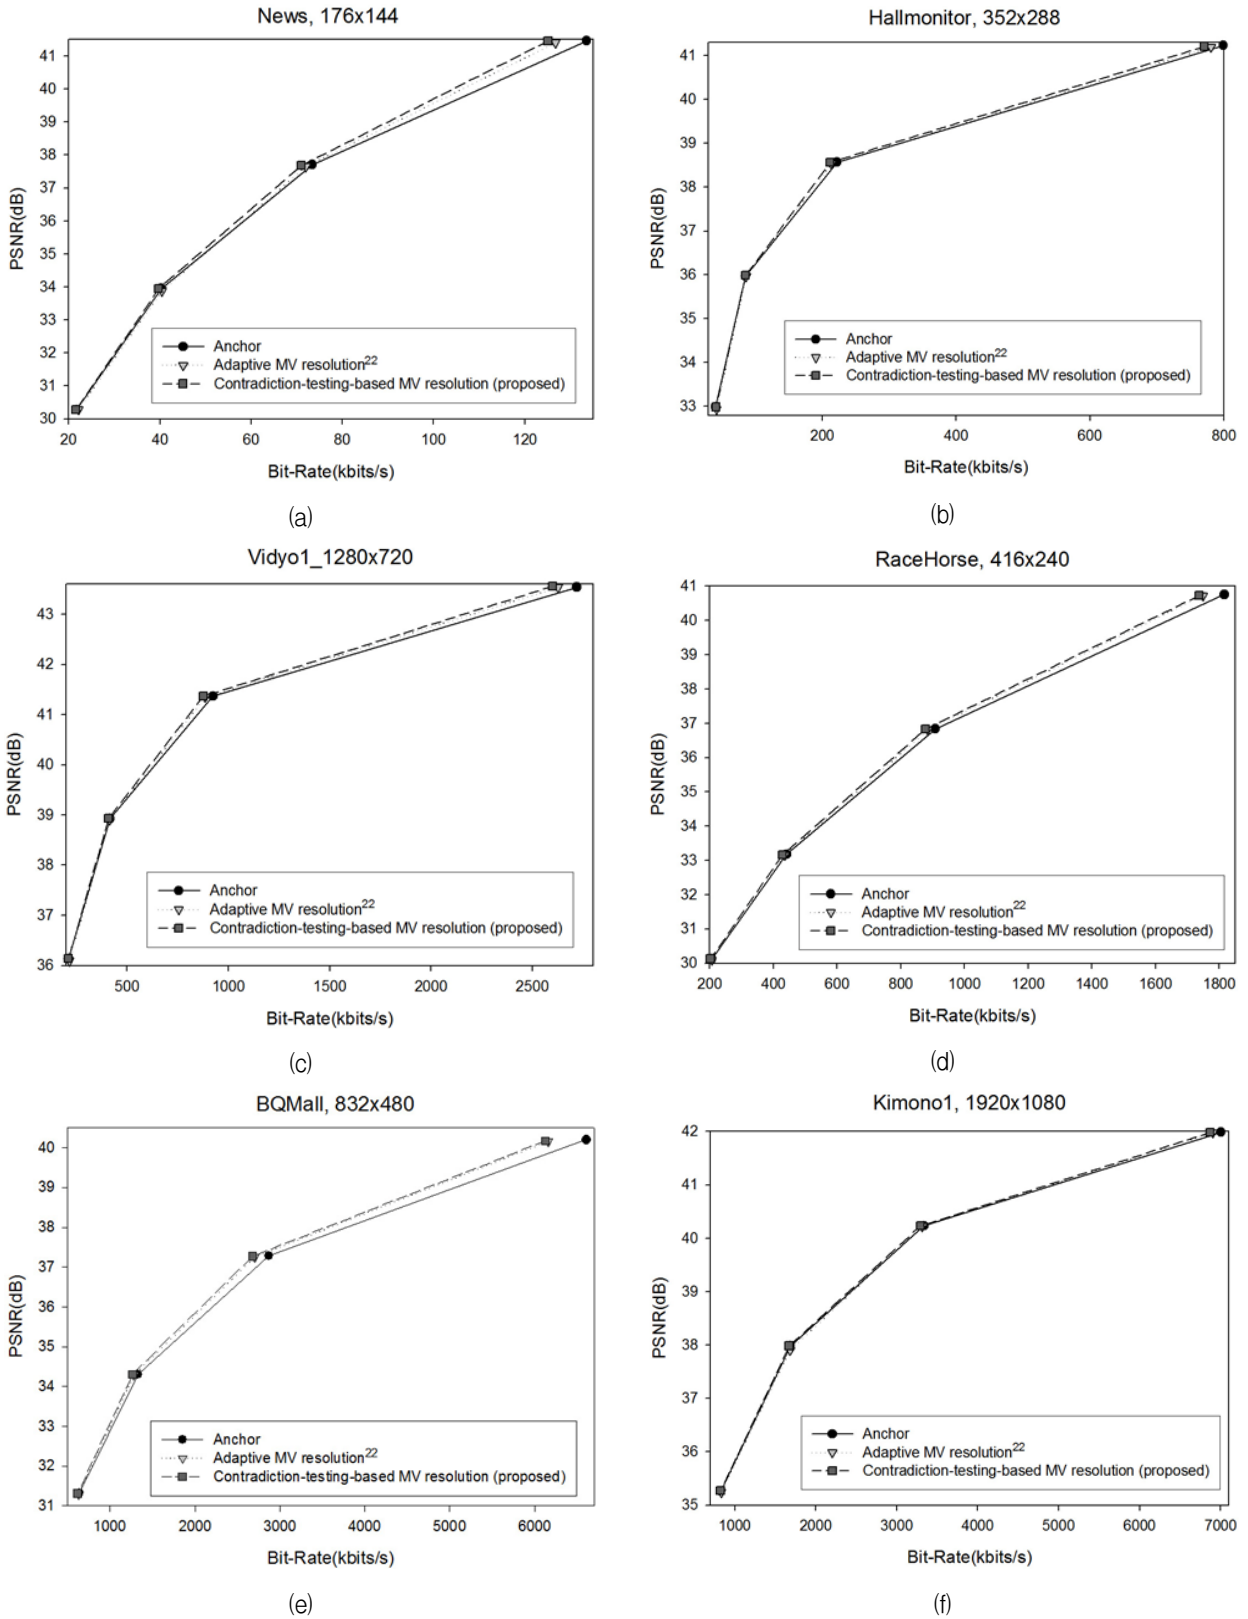 News, 176x144
41
40
39
38
37
36
35
34
33
32
31
30
PSNR(dB)
Anchor
Adaptive MV resolution22
Contradiction-testing-based MV resolution (proposed)
20 40 60 80 100 120
Bit-Rate(kbits/s)
(a)
Hallmonitor, 352x288
41
40
39
38
37
36
35
34
33
PSNR(dB)
Anchor
Adaptive MV resolution22
Contradiction-testing-based MV resolution (proposed)
200 400 600 800
Bit-Rate(kbits/s)
(b)
Vidyo1_1280x720
43
42
41
40
39
38
37
36
PSNR(dB)
Anchor
Adaptive MV resolution22
Contradiction-testing-based MV resolution (proposed)
500 1000 1500 2000 2500
Bit-Rate(kbits/s)
(c)
RaceHorse, 416x240
41
40
39
38
37
36
35
34
33
32
31
30
PSNR(dB)
Anchor
Adaptive MV resolution22
Contradiction-testing-based MV resolution (proposed)
200 400 600 800 1000 1200 1400 1600 1800
Bit-Rate(kbits/s)
(d)
BQMall, 832x480
40
39
38
37
36
35
34
33
32
31
PSNR(dB)
Anchor
Adaptive MV resolution22
Contradiction-testing-based MV resolution (proposed)
1000 2000 3000 4000 5000 6000
Bit-Rate(kbits/s)
(e)
Kimono1, 1920x1080
42
41
40
39
38
37
36
35
PSNR(dB)
Anchor
Adaptive MV resolution22
Contradiction-testing-based MV resolution (proposed)
1000 2000 3000 4000 5000 6000 7000
Bit-Rate(kbits/s)
(f)